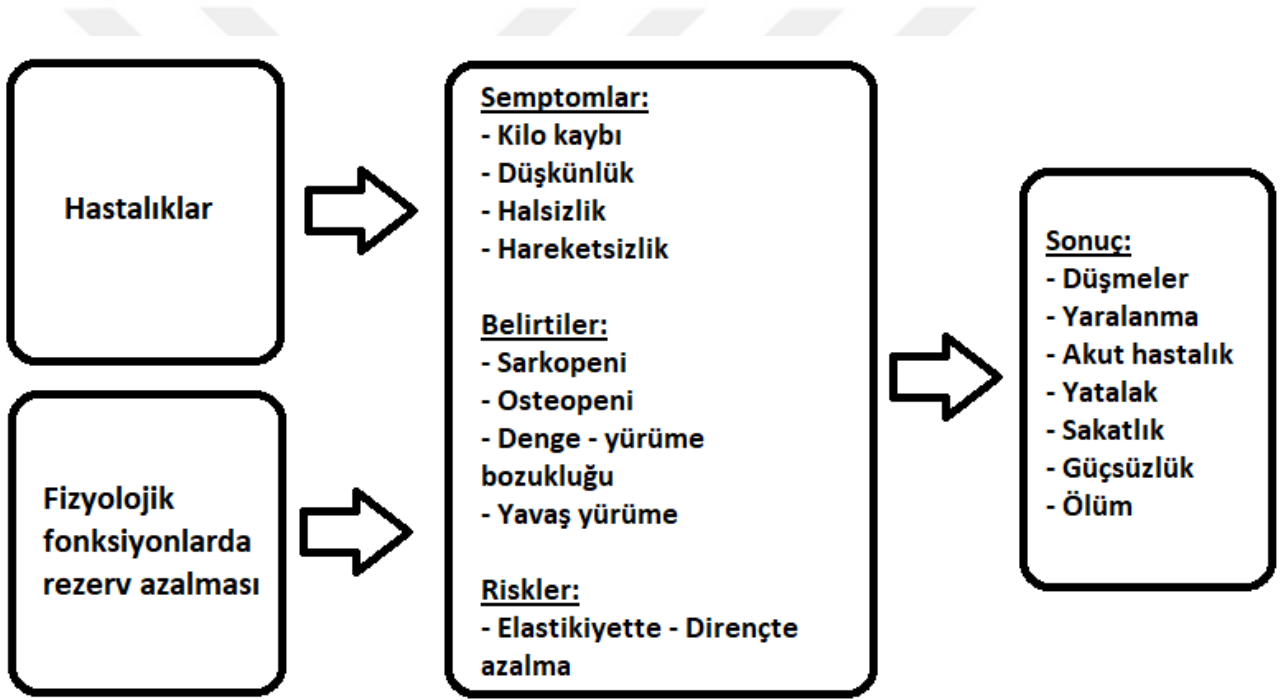 Hastalıklar
Fizyolojik
fonksiyonlarda
rezerv azalması
Semptomlar:
- Kilo kaybı
- Düşkünlük
- Halsizlik
- Hareketsizlik
Belirtiler:
- Sarkopeni
- Osteopeni
- Denge - yürüme
bozukluğu
- Yavaş yürüme
Riskler:
- Elastikiyette - Dirençte
azalma
Sonuç:
- Düşmeler
- Yaralanma
- Akut hastalık
- Yatalak
- Sakatlık
- Güçsüzlük
- Ölüm